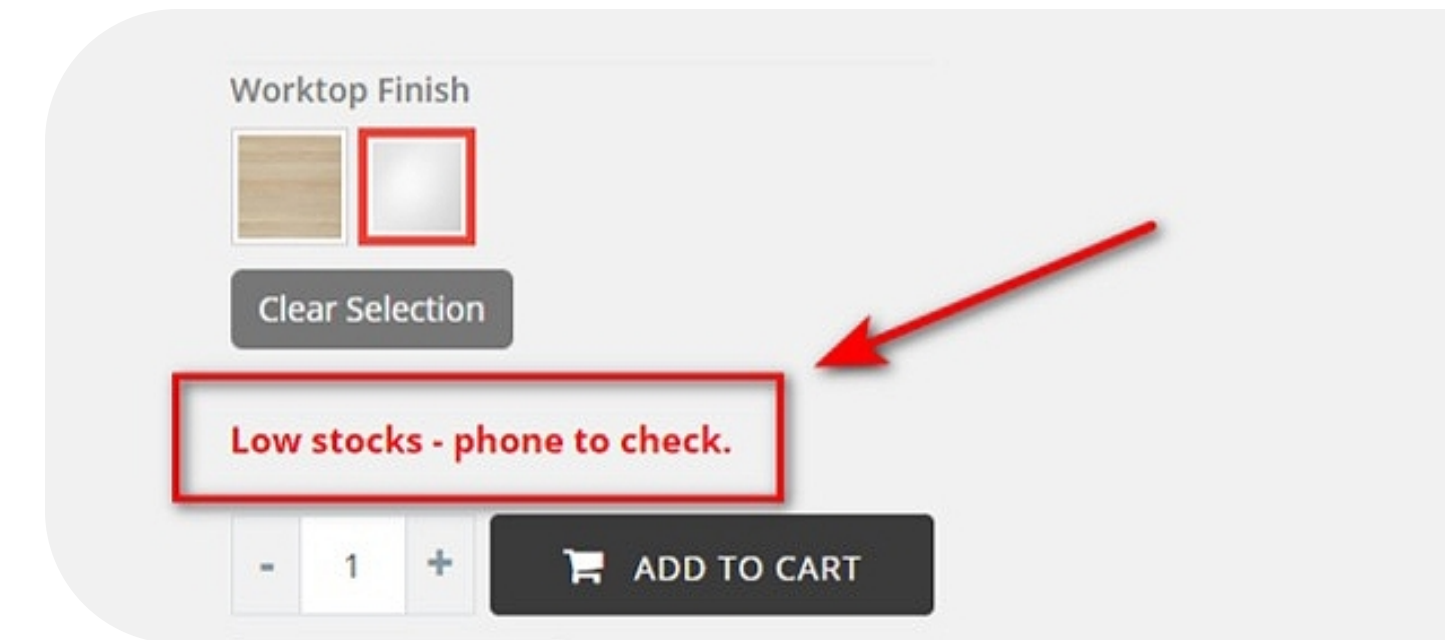 Worktop Finish
Clear Selection
Low stocks - phone to check.
- 1 + ADD TO CART